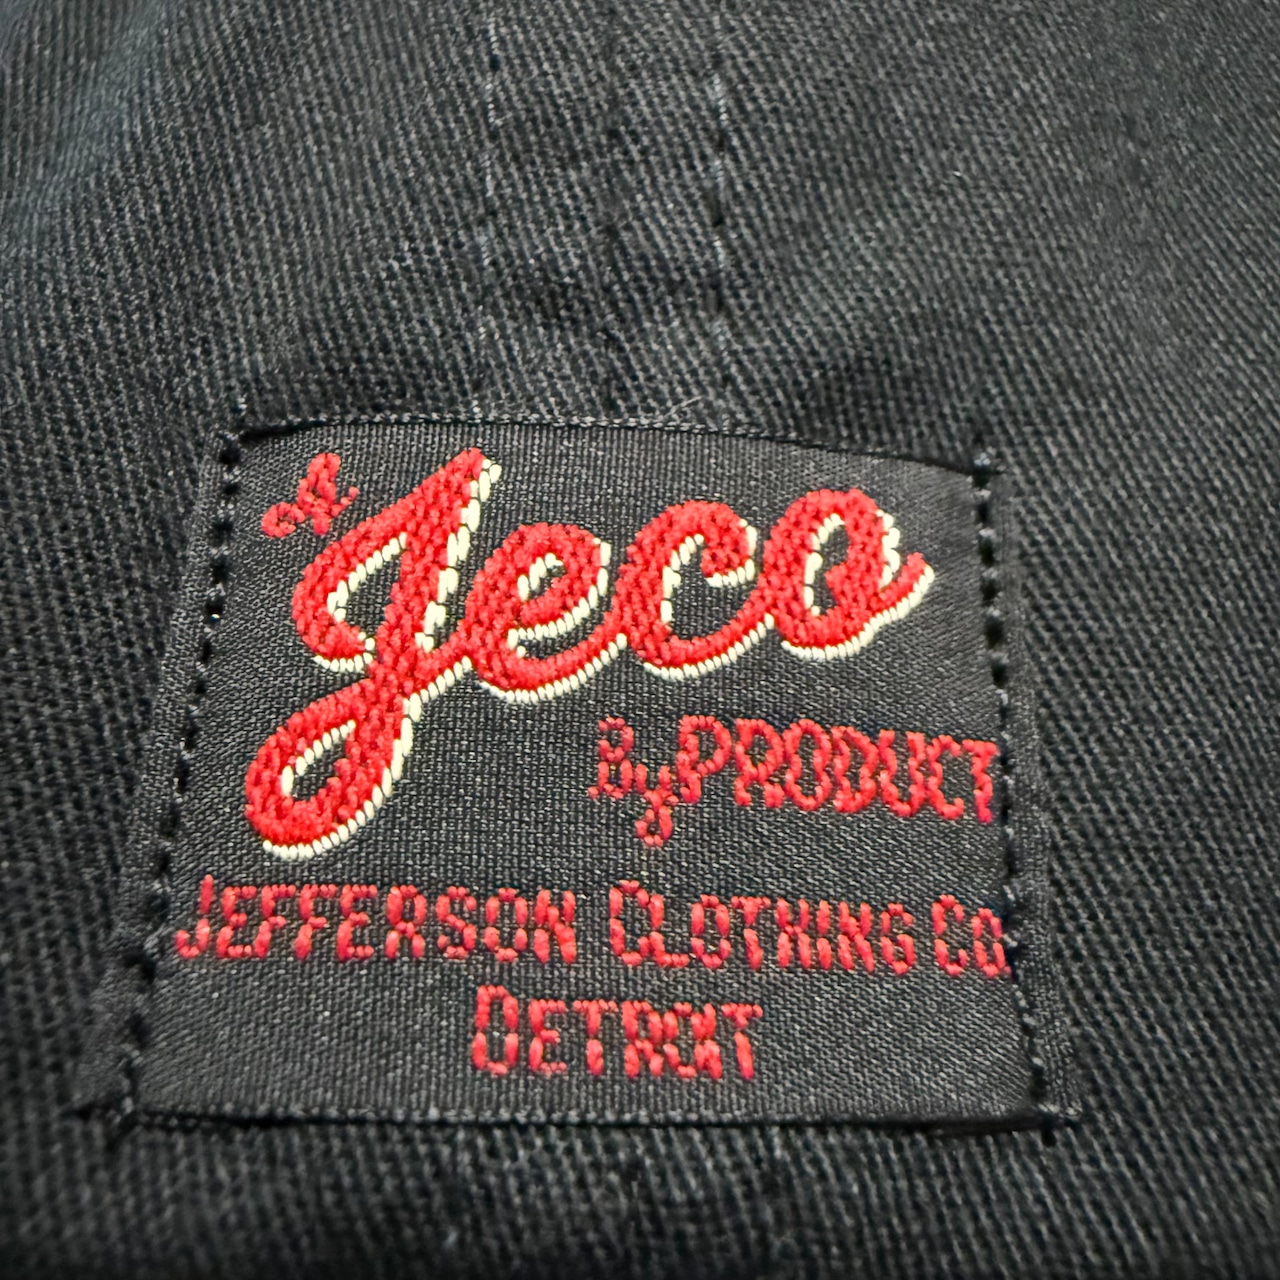 A Jeco
By PRODUCT
JEFFERSON CLOTHING CO.
DETROIT